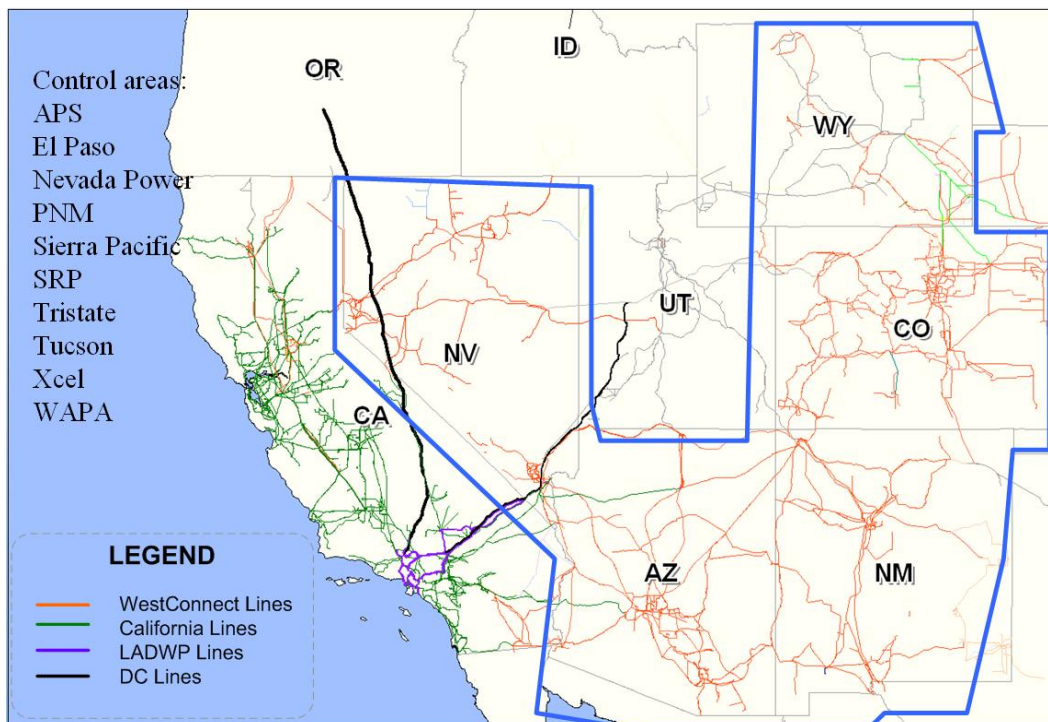 Control areas:
APS
El Paso
Nevada Power
PNM
Sierra Pacific
SRP
Tristate
Tucson
Xcel
WAPA
OR
ID
WY
UT
CO
NV
CA
AZ
NM
LEGEND
WestConnect Lines
California Lines
LADWP Lines
DC Lines